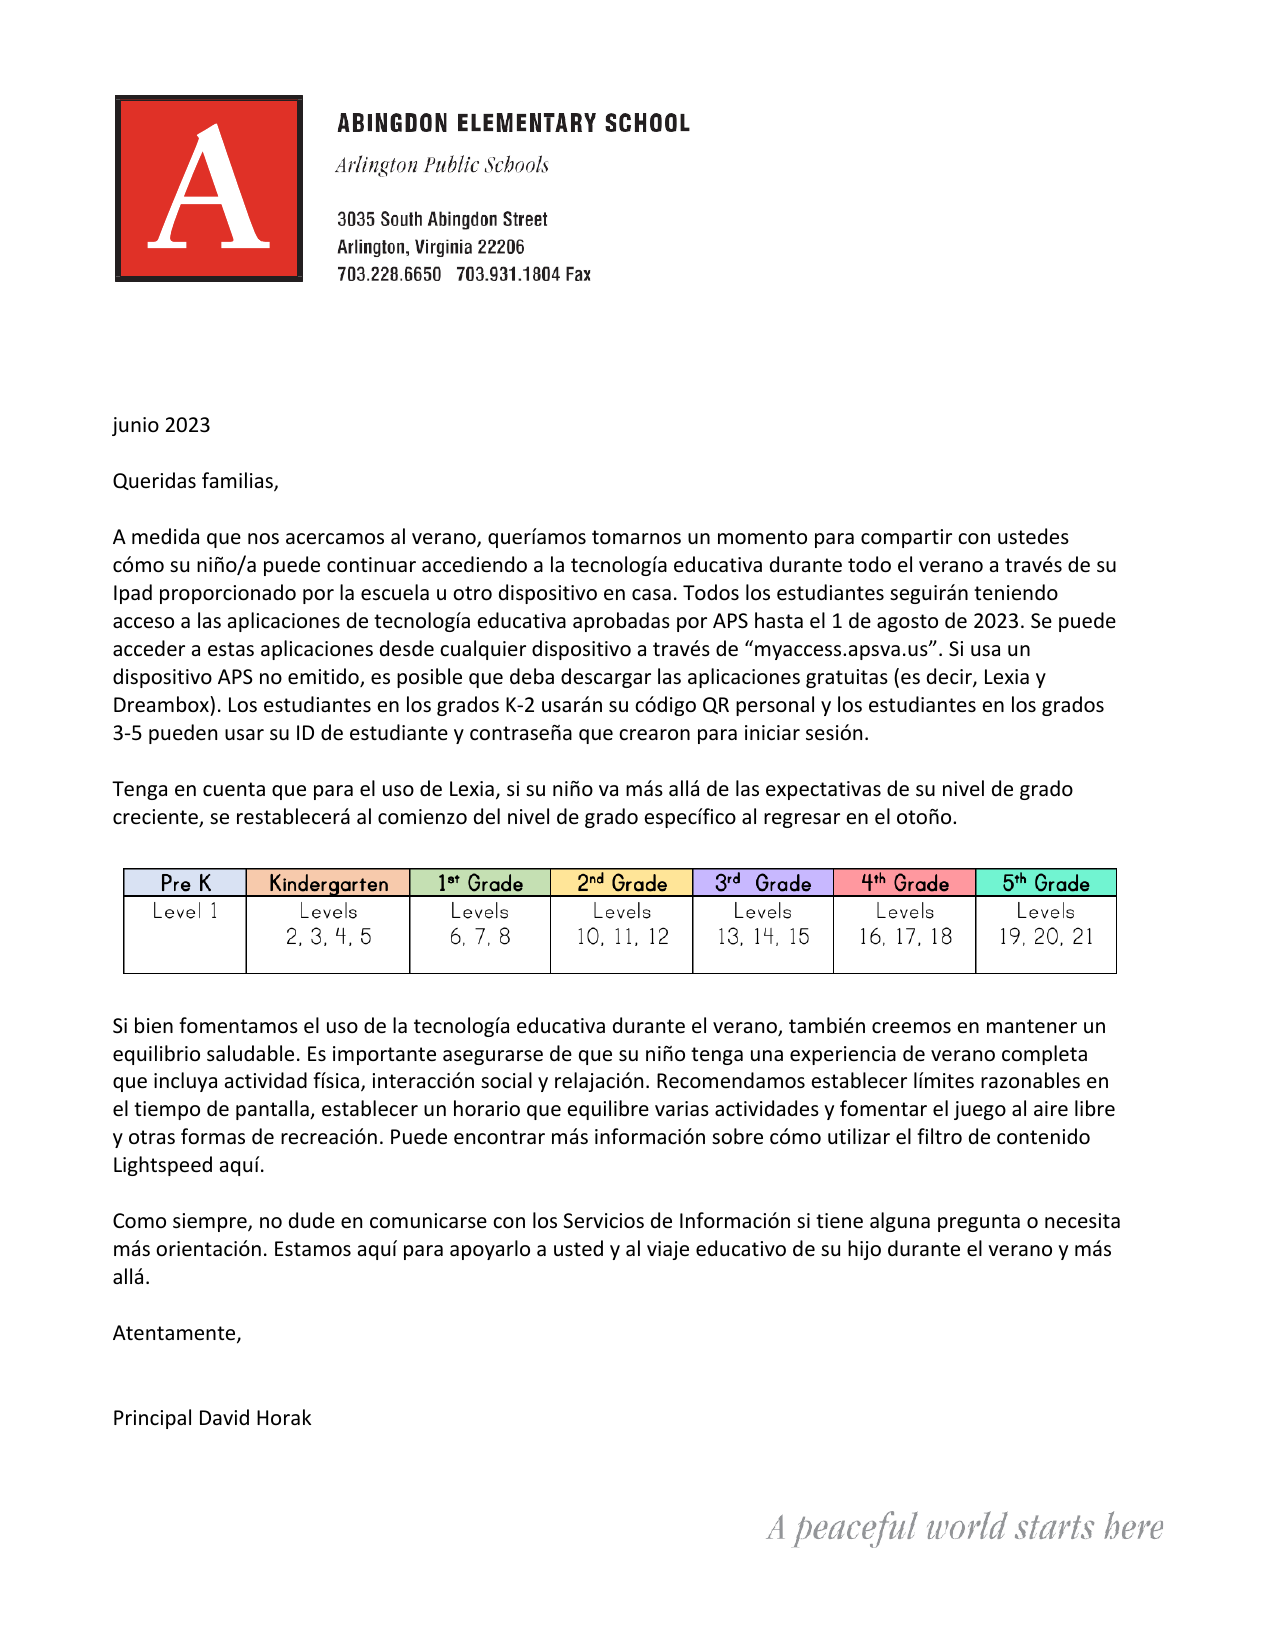 A
ABINGDON ELEMENTARY SCHOOL
Arlington Public Schools
3035 South Abingdon Street
Arlington, Virginia 22206
703.228.6650 703.931.1804 Fax
junio 2023
Queridas familias,
A medida que nos acercamos al verano, queríamos tomarnos un momento para compartir con ustedes
cómo su niño/a puede continuar accediendo a la tecnología educativa durante todo el verano a través de su
Ipad proporcionado por la escuela u otro dispositivo en casa. Todos los estudiantes seguirán teniendo
acceso a las aplicaciones de tecnología educativa aprobadas por APS hasta el 1 de agosto de 2023. Se puede
acceder a estas aplicaciones desde cualquier dispositivo a través de “myaccess.apsva.us”. Si usa un
dispositivo APS no emitido, es posible que deba descargar las aplicaciones gratuitas (es decir, Lexia y
Dreambox). Los estudiantes en los grados K-2 usarán su código QR personal y los estudiantes en los grados
3-5 pueden usar su ID de estudiante y contraseña que crearon para iniciar sesión.
Tenga en cuenta que para el uso de Lexia, si su niño va más allá de las expectativas de su nivel de grado
creciente, se restablecerá al comienzo del nivel de grado específico al regresar en el otoño.
Pre K Kindergarten 1st Grade 2nd Grade 3rd Grade 4th Grade 5th Grade
Level 1 Levels Levels Levels Levels Levels Levels
2, 3, 4, 5 6, 7, 8 10, 11, 12 13, 14, 15 16, 17, 18 19, 20, 21
Si bien fomentamos el uso de la tecnología educativa durante el verano, también creemos en mantener un
equilibrio saludable. Es importante asegurarse de que su niño tenga una experiencia de verano completa
que incluya actividad física, interacción social y relajación. Recomendamos establecer límites razonables en
el tiempo de pantalla, establecer un horario que equilibre varias actividades y fomentar el juego al aire libre
y otras formas de recreación. Puede encontrar más información sobre cómo utilizar el filtro de contenido
Lightspeed aquí.
Como siempre, no dude en comunicarse con los Servicios de Información si tiene alguna pregunta o necesita
más orientación. Estamos aquí para apoyarlo a usted y al viaje educativo de su hijo durante el verano y más
allá.
Atentamente,
Principal David Horak
A peaceful world starts here